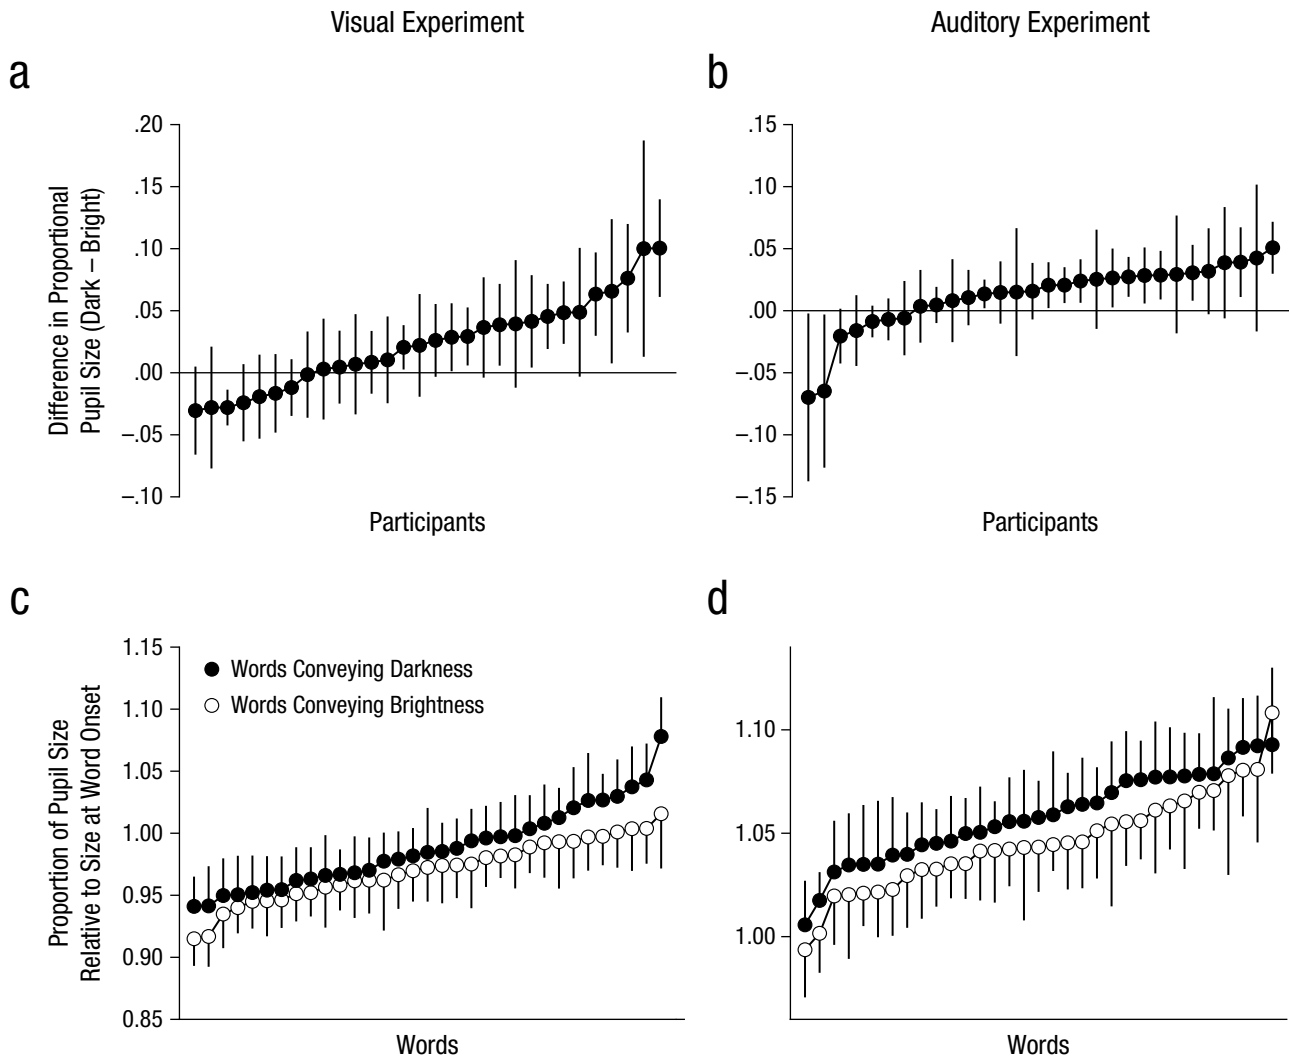 Visual Experiment
Auditory Experiment
a
b
Difference in Proportional
Pupil Size (Dark – Bright)
.20
.15
.10
.05
.00
–.05
–.10
Participants
.15
.10
.05
.00
–.05
–.10
–.15
Participants
c
d
Proportion of Pupil Size
Relative to Size at Word Onset
1.15
1.10
1.05
1.00
0.95
0.90
0.85
Words Conveying Darkness
Words Conveying Brightness
Words
1.10
1.05
1.00
Words